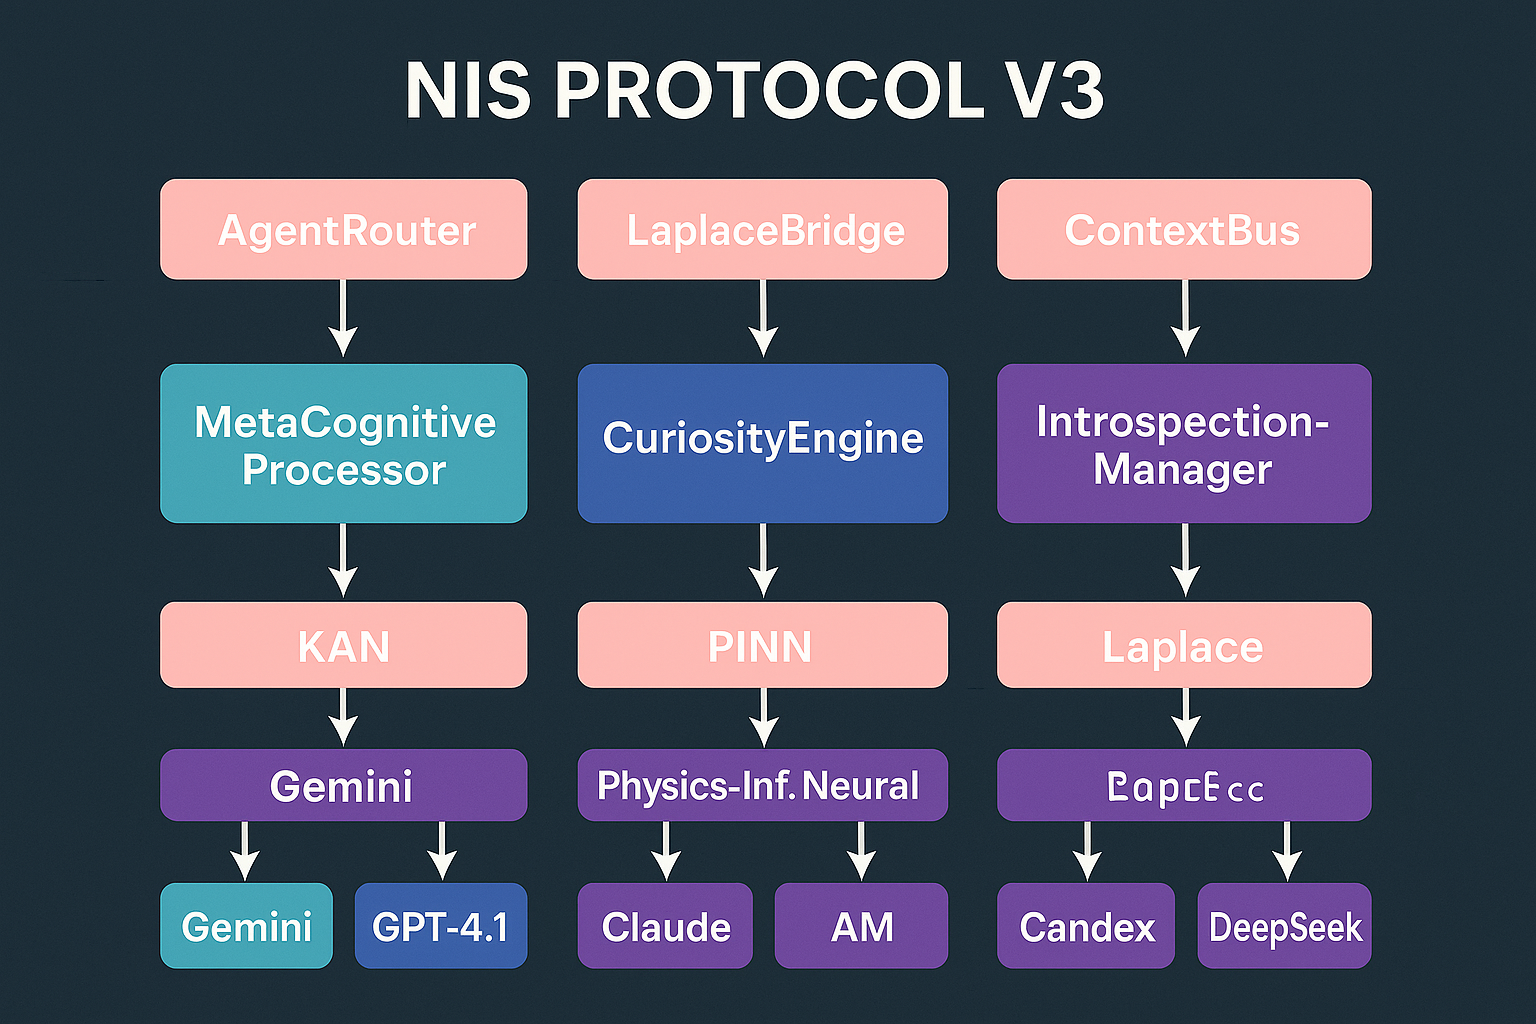 NIS PROTOCOL V3
AgentRouter
LaplaceBridge
ContextBus
MetaCognitive
Processor
CuriosityEngine
Introspection-
Manager
KAN
PINN
Laplace
Gemini
Physics-Inf. Neural
Gemini
GPT-4.1
Claude
AM
Candex
DeepSeek